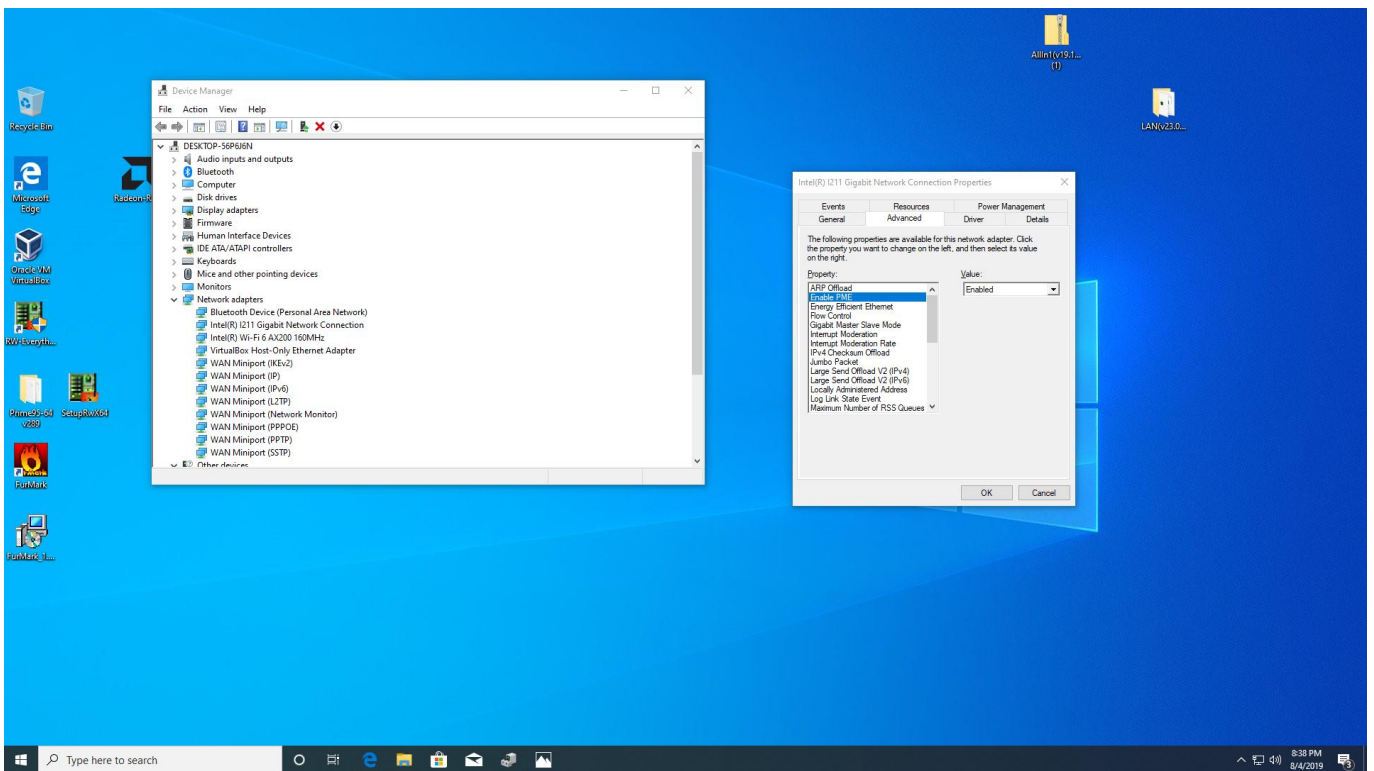 AllIn1(v19.1...
(1)
LAN(v23.0...
Recycle Bin
Microsoft
Edge
Radeon-R
Oracle VM
VirtualBox
RW-Everyth...
Prime95-64
v289
SetupRwX64
FurMark
FurMark_1....
Device Manager
File Action View Help
DESKTOP-56P6J6N
Audio inputs and outputs
Bluetooth
Computer
Disk drives
Display adapters
Firmware
Human Interface Devices
IDE ATA/ATAPI controllers
Keyboards
Mice and other pointing devices
Monitors
Network adapters
Bluetooth Device (Personal Area Network)
Intel(R) I211 Gigabit Network Connection
Intel(R) Wi-Fi 6 AX200 160MHz
VirtualBox Host-Only Ethernet Adapter
WAN Miniport (IKEv2)
WAN Miniport (IP)
WAN Miniport (IPv6)
WAN Miniport (L2TP)
WAN Miniport (Network Monitor)
WAN Miniport (PPPOE)
WAN Miniport (PPTP)
WAN Miniport (SSTP)
Other devices
Intel(R) I211 Gigabit Network Connection Properties
Events Resources Power Management
General Advanced Driver Details
The following properties are available for this network adapter. Click
the property you want to change on the left, and then select its value
on the right.
Property: Value:
ARP Offload
Enabled
Enable PME
Energy Efficient Ethernet
Flow Control
Gigabit Master Slave Mode
Interrupt Moderation
Interrupt Moderation Rate
IPv4 Checksum Offload
Jumbo Packet
Large Send Offload V2 (IPv4)
Large Send Offload V2 (IPv6)
Locally Administered Address
Log Link State Event
Maximum Number of RSS Queues
OK Cancel
Type here to search
8:38 PM
8/4/2019
3